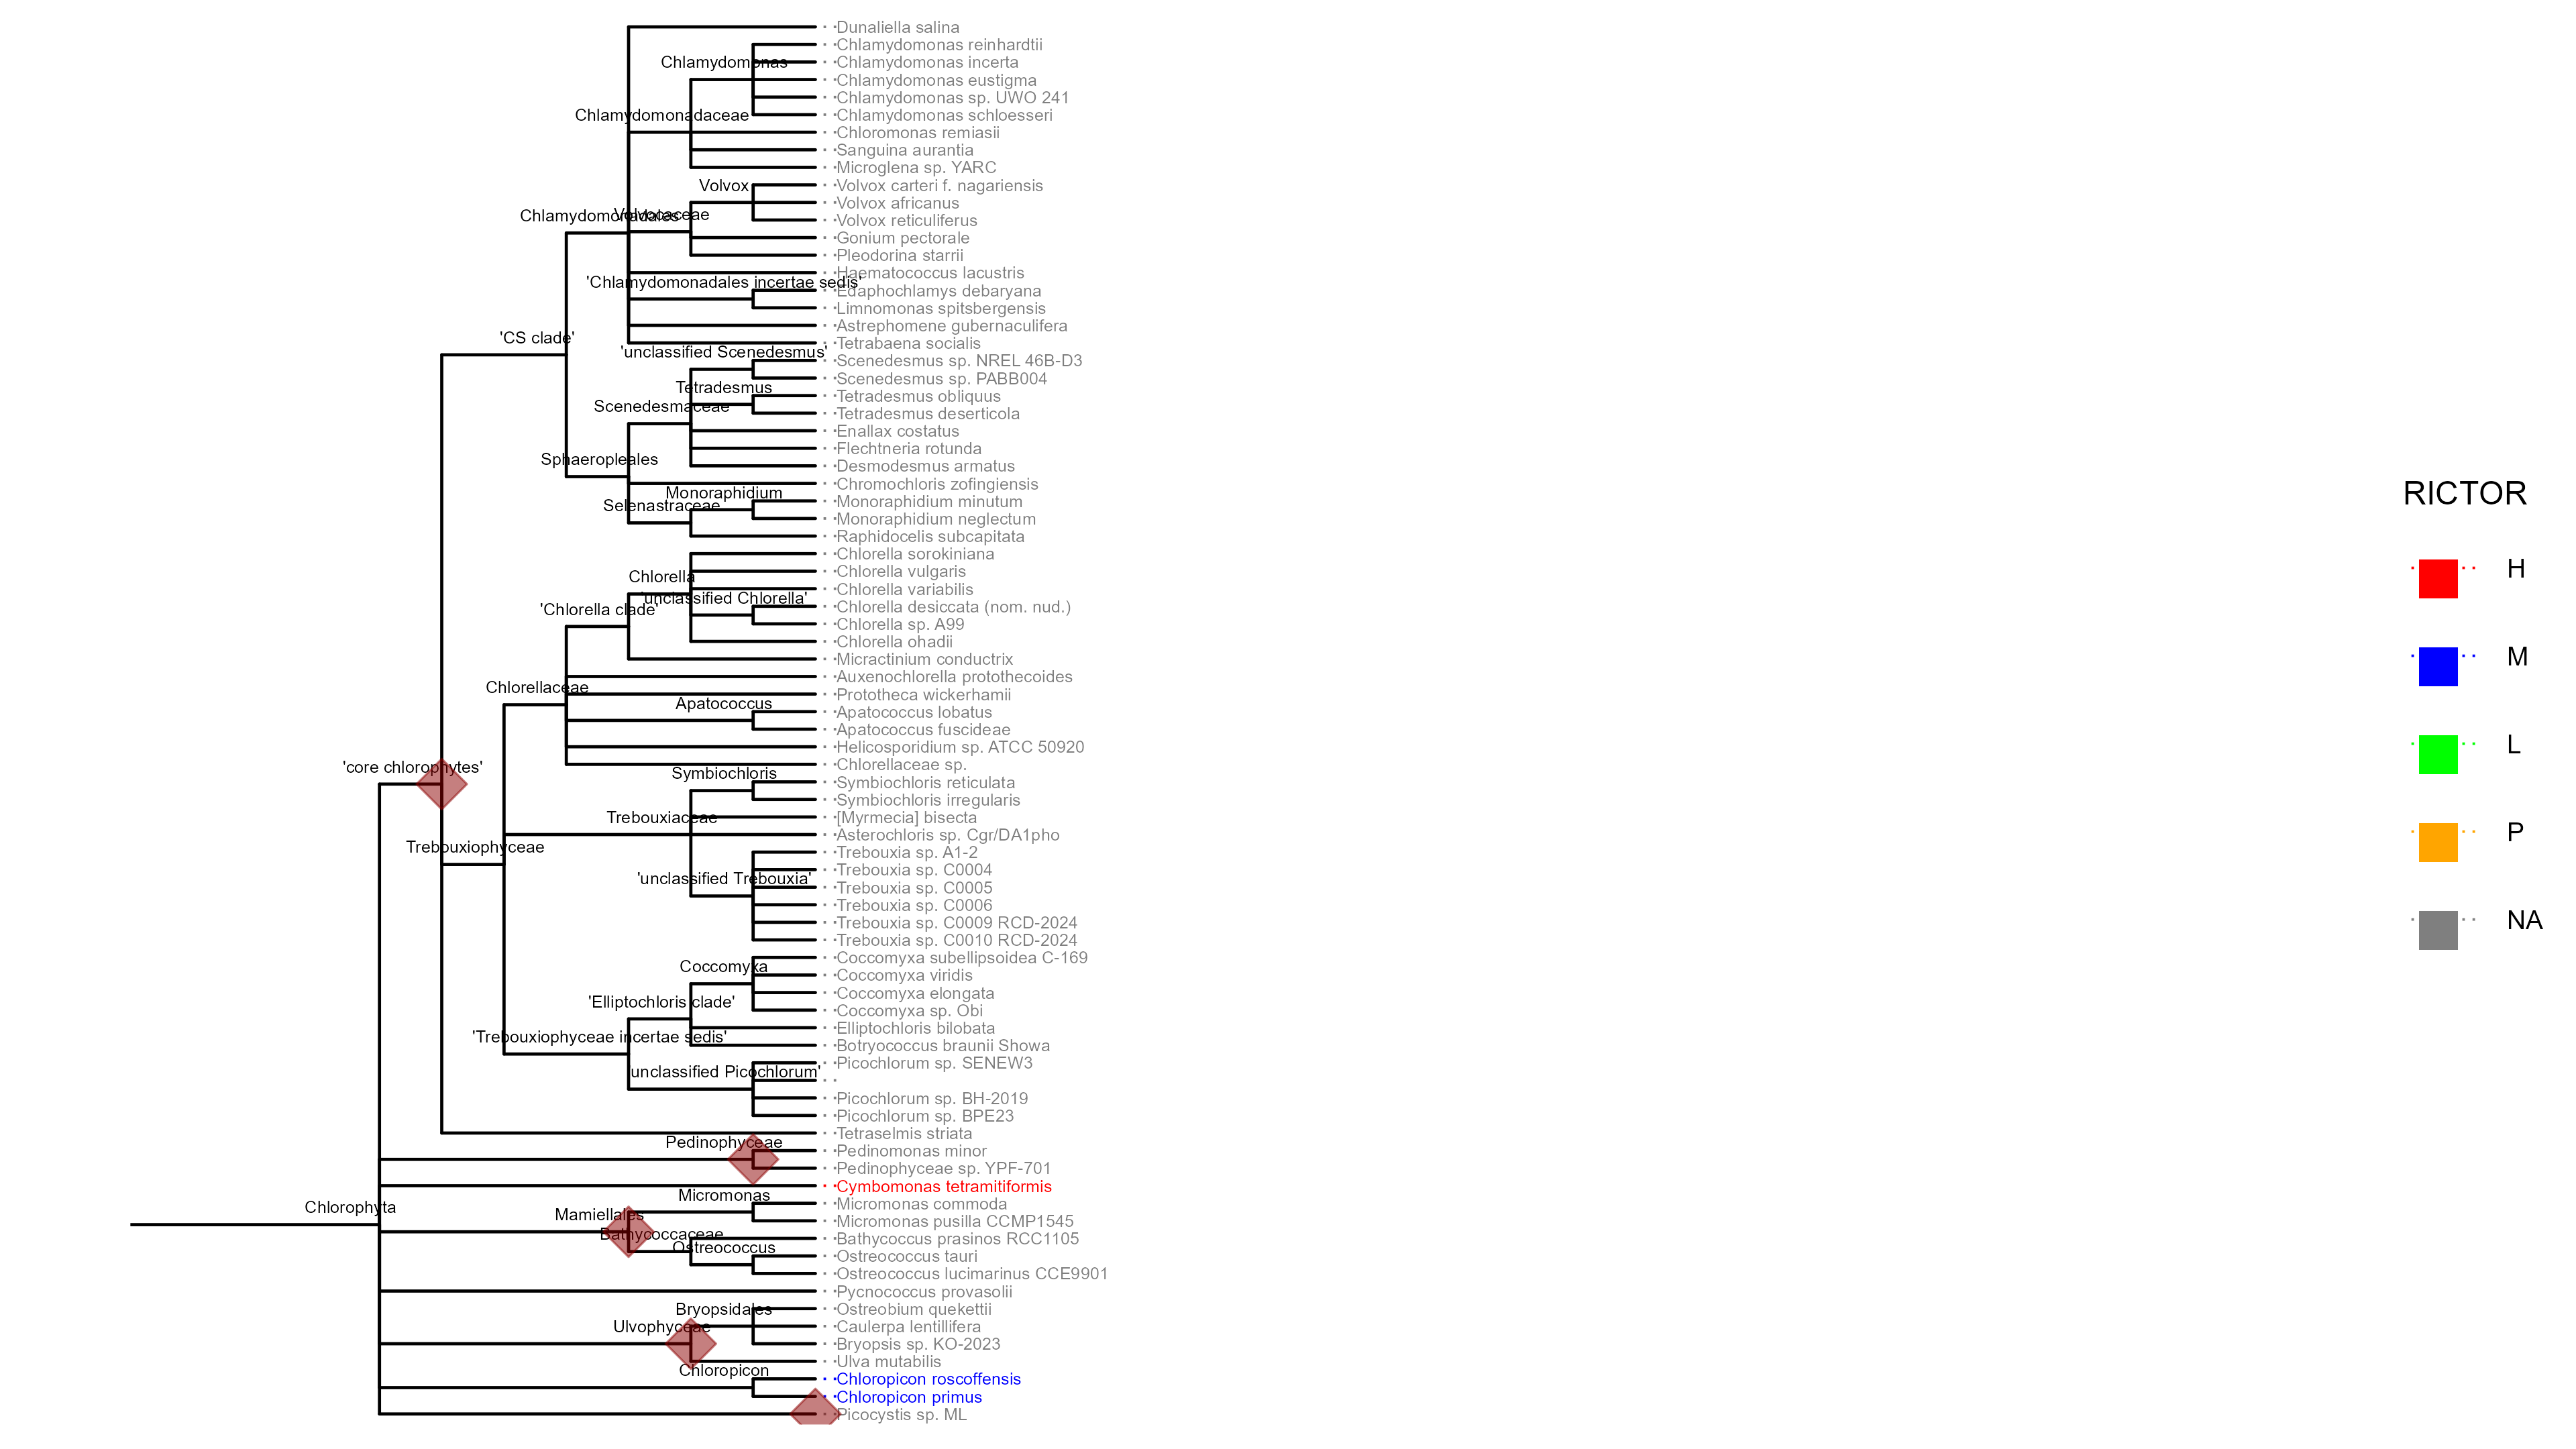 Dunaliella salina
Chlamydomonas reinhardtii
Chlamydomonas
Chlamydomonas incerta
Chlamydomonas eustigma
Chlamydomonas sp. UWO 241
Chlamydomonadaceae
Chlamydomonas schloesseri
Chloromonas remiasii
Sanguina aurantia
Microglena sp. YARC
Volvox
Volvox carteri f. nagariensis
Volvox africanus
Chlamydomonadales
Volvocaceae
Volvox reticuliferus
Gonium pectorale
Pleodorina starrii
Haematococcus lacustris
'Chlamydomonadales incertae sedis'
Edaphochlamys debaryana
Limnomonas spitsbergensis
Astrephomene gubernaculifera
'CS clade'
Tetrabaena socialis
'unclassified Scenedesmus'
Scenedesmus sp. NREL 46B-D3
Scenedesmus sp. PABB004
Tetradesmus
Tetradesmus obliquus
Scenedesmaceae
Tetradesmus deserticola
Enallax costatus
Flechtneria rotunda
Sphaeropleales
Desmodesmus armatus
Chromochloris zofingiensis
Monoraphidium
Monoraphidium minutum
Selenastraceae
Monoraphidium neglectum
Raphidocelis subcapitata
Chlorella sorokiniana
Chlorella
Chlorella vulgaris
Chlorella variabilis
'unclassified Chlorella'
'Chlorella clade'
Chlorella desiccata (nom. nud.)
Chlorella sp. A99
Chlorella ohadii
Micractinium conductrix
Auxenochlorella protothecoides
Chlorellaceae
Prototheca wickerhamii
Apatococcus
Apatococcus lobatus
Apatococcus fuscideae
Helicosporidium sp. ATCC 50920
'core chlorophytes'
Chlorellaceae sp.
Symbiochloris
Symbiochloris reticulata
Symbiochloris irregularis
Trebouxiaceae
[Myrmecia] bisecta
Asterochloris sp. Cgr/DA1pho
Trebouxiophyceae
Trebouxia sp. A1-2
Trebouxia sp. C0004
'unclassified Trebouxia'
Trebouxia sp. C0005
Trebouxia sp. C0006
Trebouxia sp. C0009 RCD-2024
Trebouxia sp. C0010 RCD-2024
Coccomyxa subellipsoidea C-169
Coccomyxa
Coccomyxa viridis
Coccomyxa elongata
'Elliptochloris clade'
Coccomyxa sp. Obi
Elliptochloris bilobata
'Trebouxiophyceae incertae sedis'
Botryococcus braunii Showa
Picochlorum sp. SENEW3
unclassified Picochlorum'
Picochlorum sp. BH-2019
Picochlorum sp. BPE23
Tetraselmis striata
Pedinophyceae
Pedinomonas minor
Pedinophyceae sp. YPF-701
Cymbomonas tetramitiformis
Micromonas
Micromonas commoda
Chlorophyta
Mamiellales
Micromonas pusilla CCMP1545
Bathycoccaceae
Bathycoccus prasinos RCC1105
Ostreococcus
Ostreococcus tauri
Ostreococcus lucimarinus CCE9901
Pycnococcus provasolii
Bryopsidales
Ostreobium quekettii
Ulvophyceae
Caulerpa lentillifera
Bryopsis sp. KO-2023
Ulva mutabilis
Chloropicon
Chloropicon roscoffensis
Chloropicon primus
Picocystis sp. ML
RICTOR
H
M
L
P
NA